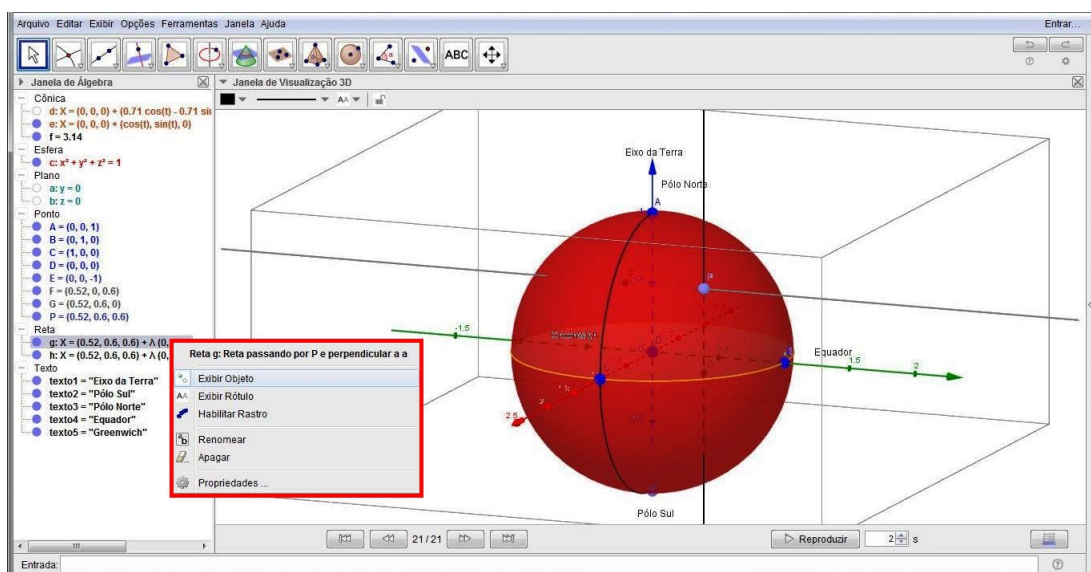 Arquivo Editar Exibir Opções Ferramentas Janela Ajuda
Entrar...
ABC
Janela de Álgebra
Janela de Visualização 3D
AA
Cônica
d: X = (0, 0, 0) + (0.71 cos(t) - 0.71 sin
e: X = (0, 0, 0) + (cos(t), sin(t), 0)
f = 3.14
Esfera
c: x² + y² + z² = 1
Plano
a: y = 0
b: z = 0
Ponto
A = (0, 0, 1)
B = (0, 1, 0)
C = (1, 0, 0)
D = (0, 0, 0)
E = (0, 0, -1)
F = (0.52, 0, 0.6)
G = (0.52, 0.6, 0)
P = (0.52, 0.6, 0.6)
Reta
g: X = (0.52, 0.6, 0.6) + λ (0,
h: X = (0.52, 0.6, 0.6) + λ (0,
Texto
texto1 = "Eixo da Terra"
texto2 = "Pólo Sul"
texto3 = "Pólo Norte"
texto4 = "Equador"
texto5 = "Greenwich"
Reta g: Reta passando por P e perpendicular a a
Exibir Objeto
AA Exibir Rótulo
Habilitar Rastro
Renomear
Apagar
Propriedades ...
Eixo da Terra
Pólo Norte
A
P
-1.5
Equador
1.5
2
2.5
Pólo Sul
21 / 21
Reproduzir
2
s
Entrada: